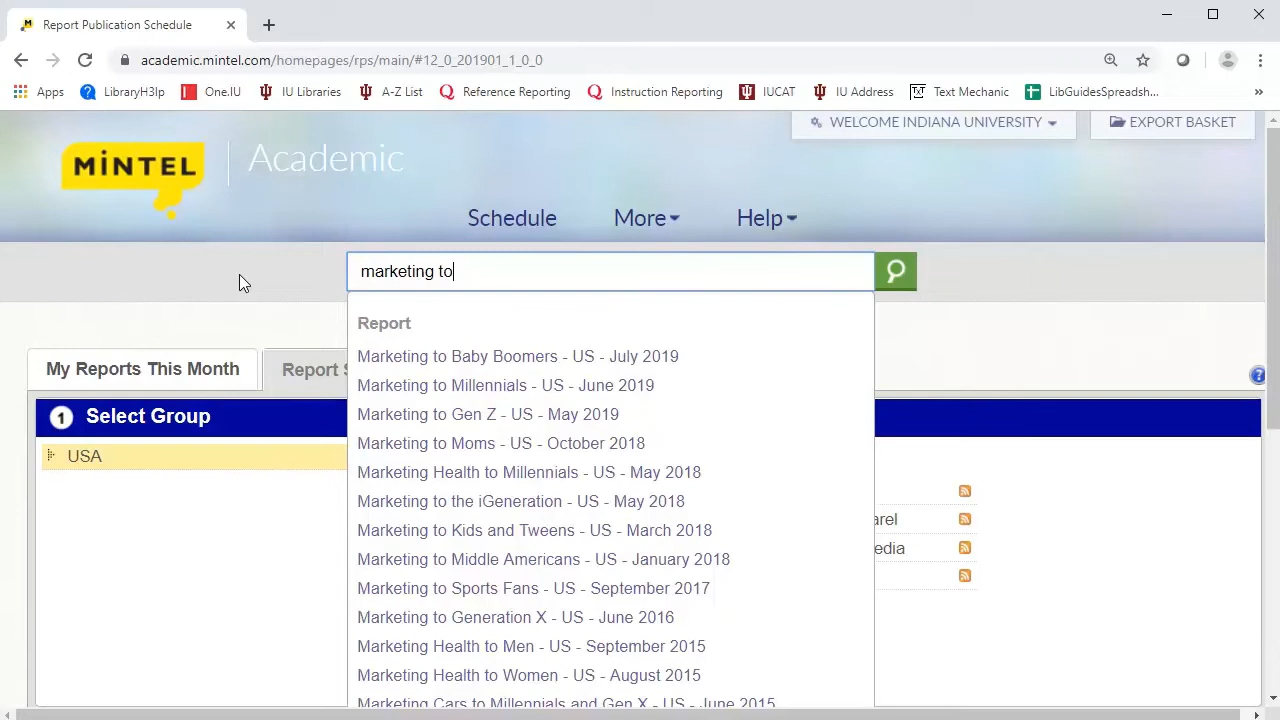 Report Publication Schedule
academic.mintel.com/homepages/rps/main/#12_0_201901_1_0_0
Apps LibraryH3lp One.IU IU Libraries A-Z List Reference Reporting Instruction Reporting IUCAT IU Address Text Mechanic LibGuidesSpreadsh... »
MiNTEL Academic
WELCOME INDIANA UNIVERSITY EXPORT BASKET
Schedule More Help
marketing to
Report
Marketing to Baby Boomers - US - July 2019
Marketing to Millennials - US - June 2019
Marketing to Gen Z - US - May 2019
Marketing to Moms - US - October 2018
Marketing Health to Millennials - US - May 2018
Marketing to the iGeneration - US - May 2018
Marketing to Kids and Tweens - US - March 2018
Marketing to Middle Americans - US - January 2018
Marketing to Sports Fans - US - September 2017
Marketing to Generation X - US - June 2016
Marketing Health to Men - US - September 2015
Marketing Health to Women - US - August 2015
Marketing Cars to Millennials and Gen X - US - June 2015
My Reports This Month Report
1 Select Group
USA
arel
edia